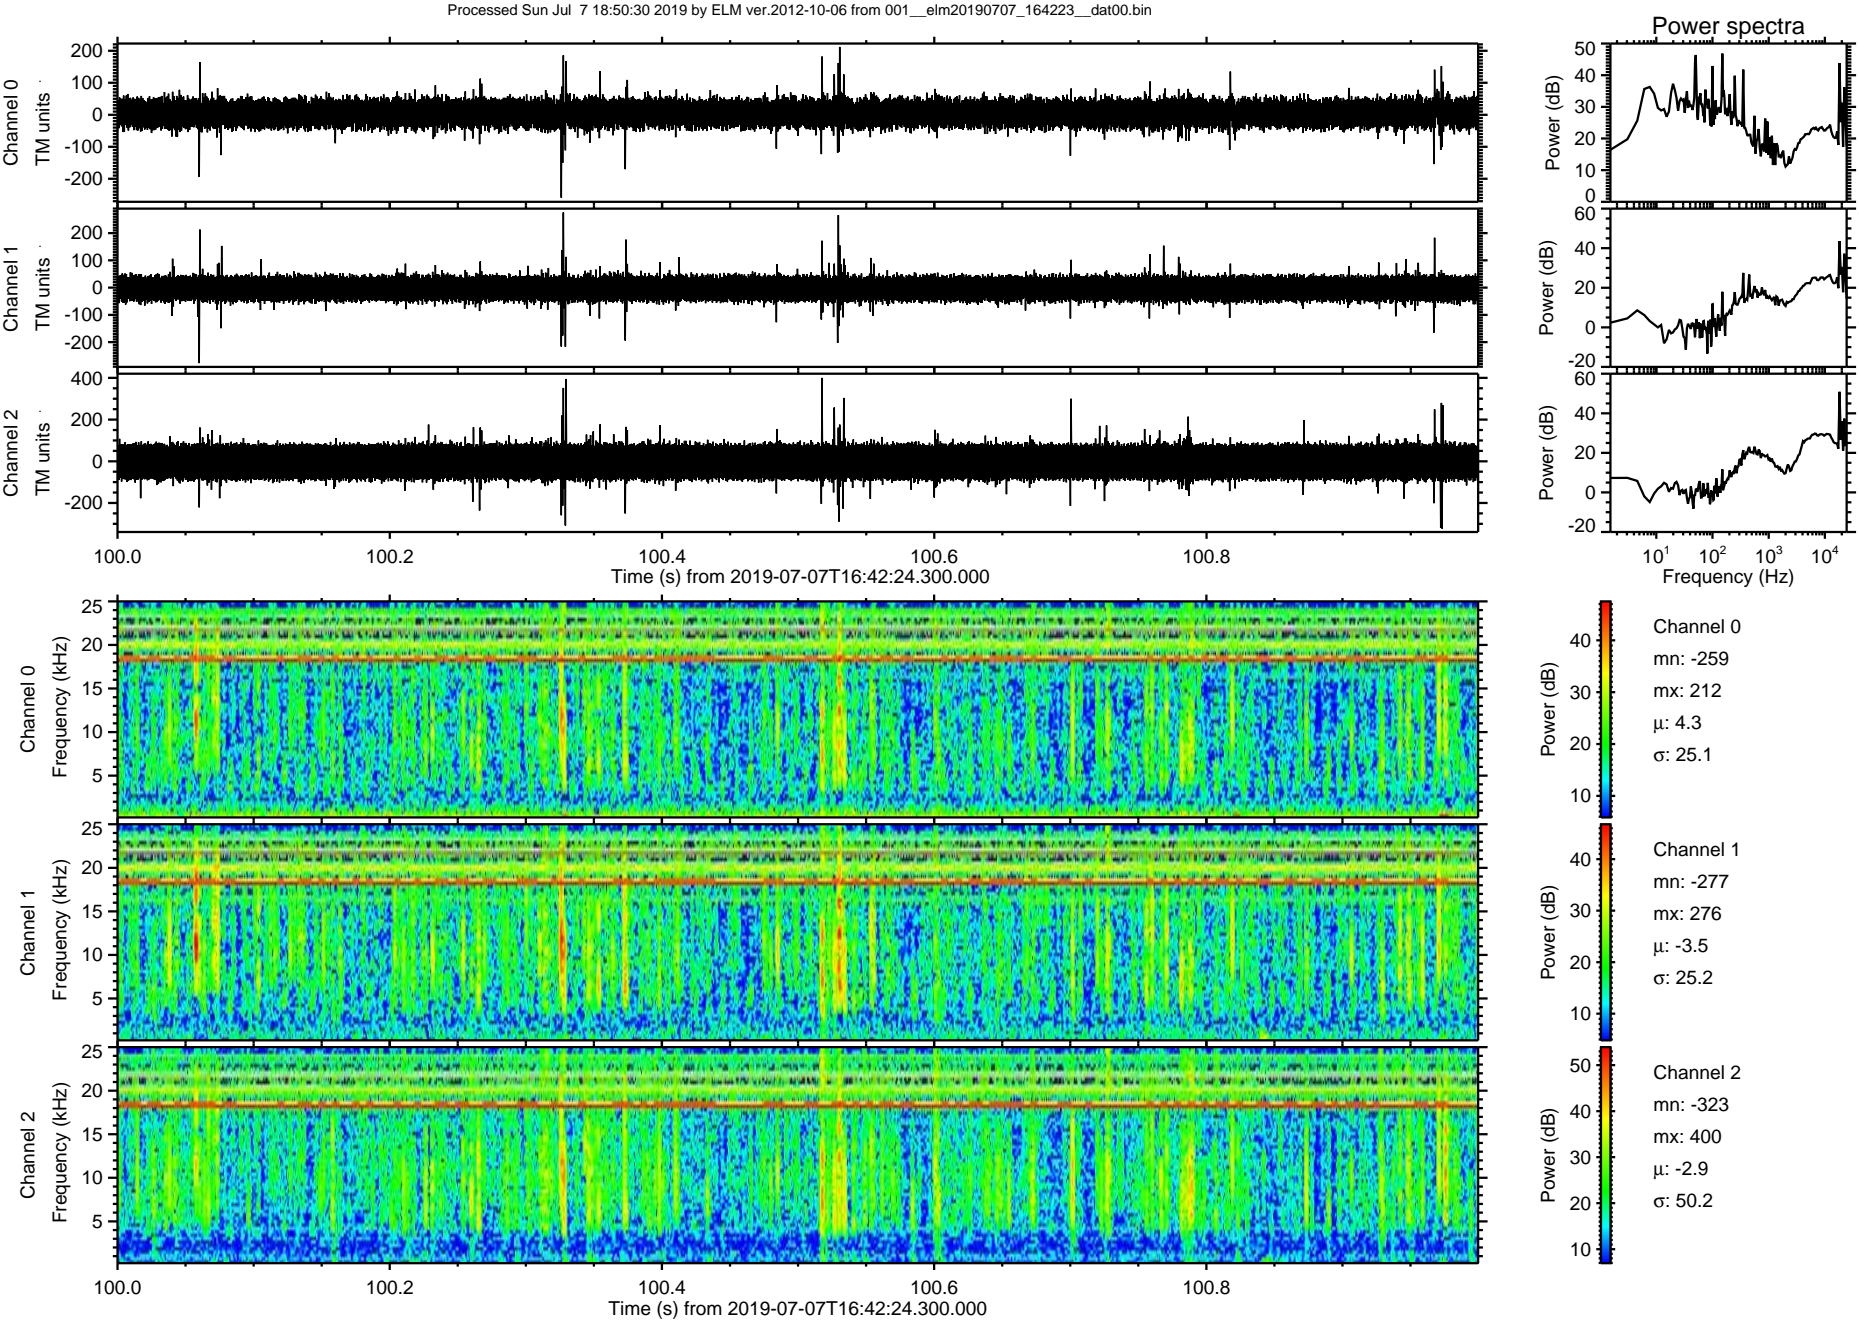 Processed Sun Jul  7 18:50:30 2019 by ELM ver.2012-10-06 from 001__elm20190707_164223__dat00.bin
Power spectra
Channel 0
TM units
200
100
0
-100
-200
Power (dB)
50
40
30
20
10
0
Channel 1
TM units
200
100
0
-100
-200
Power (dB)
60
40
20
0
-20
Channel 2
TM units
400
200
0
-200
Power (dB)
60
40
20
0
-20
100.0 100.2 100.4 100.6 100.8
Time (s) from 2019-07-07T16:42:24.300.000
10¹ 10² 10³ 10⁴
Frequency (Hz)
Channel 0
Frequency (kHz)
25
20
15
10
5
Power (dB)
40
30
20
10
Channel 0
mn: -259
mx: 212
μ: 4.3
σ: 25.1
Channel 1
Frequency (kHz)
25
20
15
10
5
Power (dB)
40
30
20
10
Channel 1
mn: -277
mx: 276
μ: -3.5
σ: 25.2
Channel 2
Frequency (kHz)
25
20
15
10
5
Power (dB)
50
40
30
20
10
Channel 2
mn: -323
mx: 400
μ: -2.9
σ: 50.2
100.0 100.2 100.4 100.6 100.8
Time (s) from 2019-07-07T16:42:24.300.000